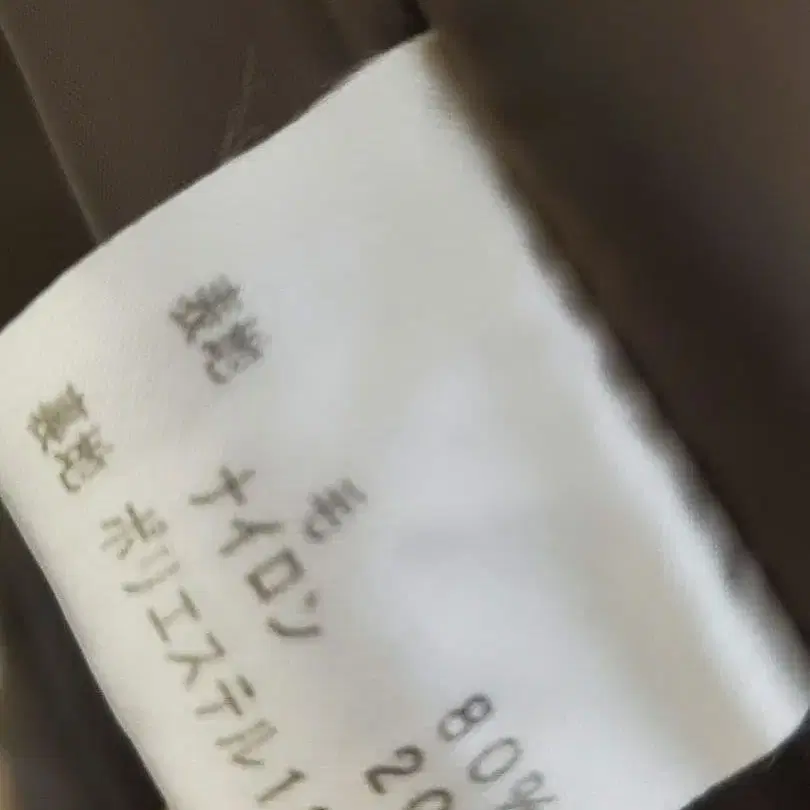 表地 毛 80%
ナイロン 20
裏地 ポリエステル1